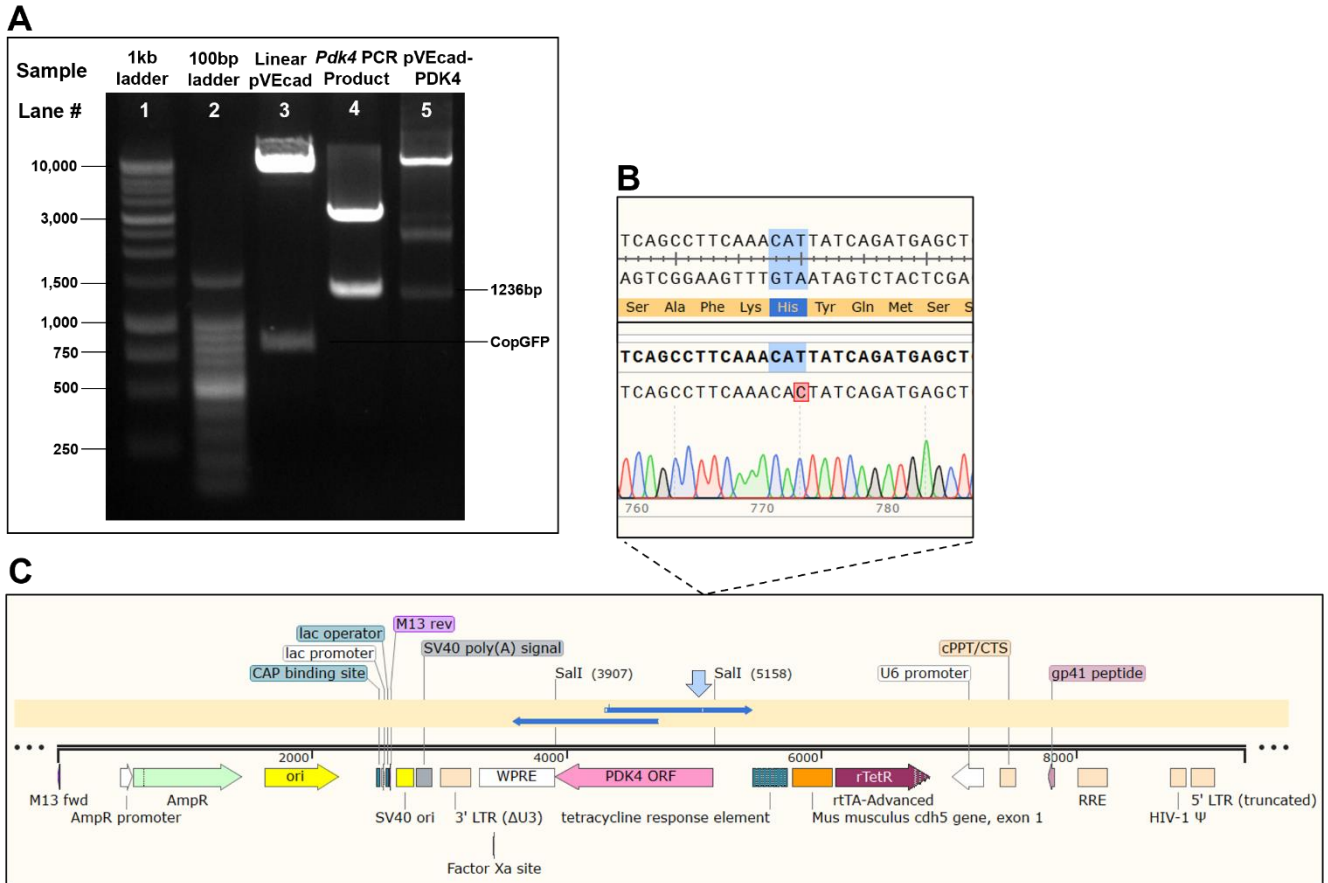 A
Sample
1kb ladder
100bp ladder
Linear pVEcad
Pdk4 PCR Product
pVEcad-PDK4
Lane #
1
2
3
4
5
10,000
3,000
1,500
1,000
750
500
250
1236bp
CopGFP
B
TCAGCCTTCAAACATTATCAGATGAGCT
AGTCGGAAGTTTGTAATAGTCTACTCGA
Ser Ala Phe Lys His Tyr Gln Met Ser S
TCAGCCTTCAAACATTATCAGATGAGCT
TCAGCCTTCAAACACTATCAGATGAGCT
760 770 780
C
M13 rev
lac operator
lac promoter
SV40 poly(A) signal
cPPT/CTS
CAP binding site
SalI (3907)
SalI (5158)
U6 promoter
gp41 peptide
2000 4000 6000 8000
ori
WPRE
PDK4 ORF
rTetR
M13 fwd
AmpR
AmpR promoter
SV40 ori
3' LTR (ΔU3)
tetracycline response element
rtTA-Advanced
Mus musculus cdh5 gene, exon 1
RRE
5' LTR (truncated)
HIV-1 Ψ
Factor Xa site